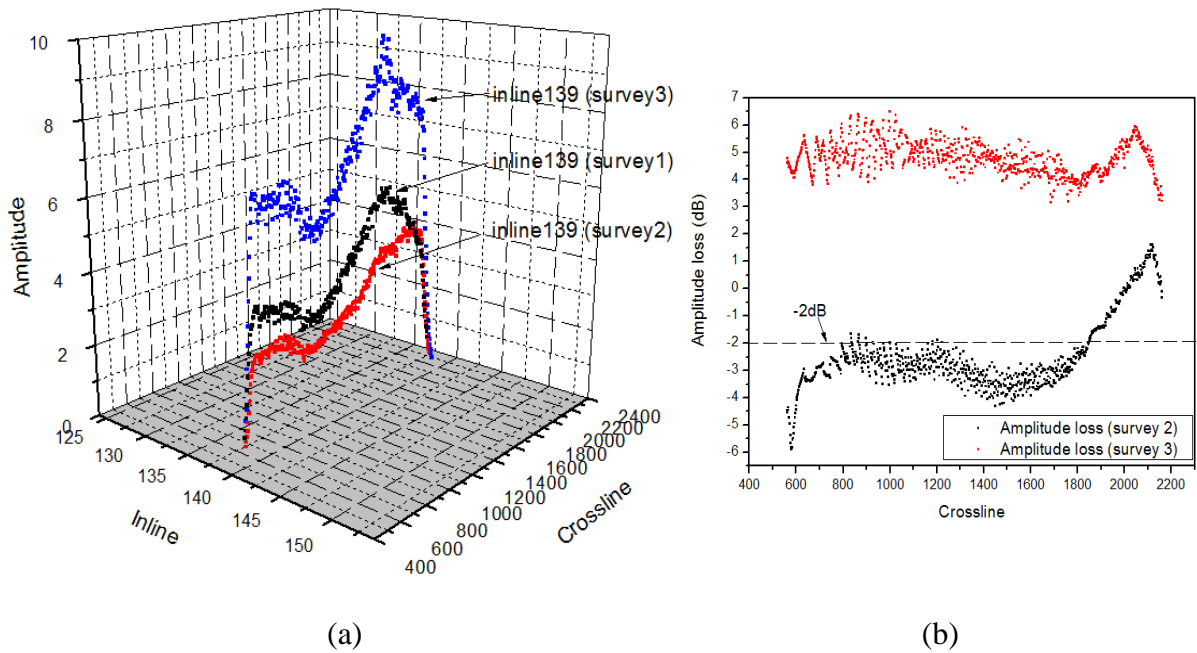 10
8
6
4
2
0
Amplitude
inline139 (survey3)
inline139 (survey1)
inline139 (survey2)
125
130
135
140
145
150
Inline
400
600
800
1000
1200
1400
1600
1800
2000
2200
2400
Crossline
(a)
7
6
5
4
3
2
1
0
-1
-2
-3
-4
-5
-6
Amplitude loss (dB)
-2dB
Amplitude loss (survey 2)
Amplitude loss (survey 3)
400 600 800 1000 1200 1400 1600 1800 2000 2200
Crossline
(b)